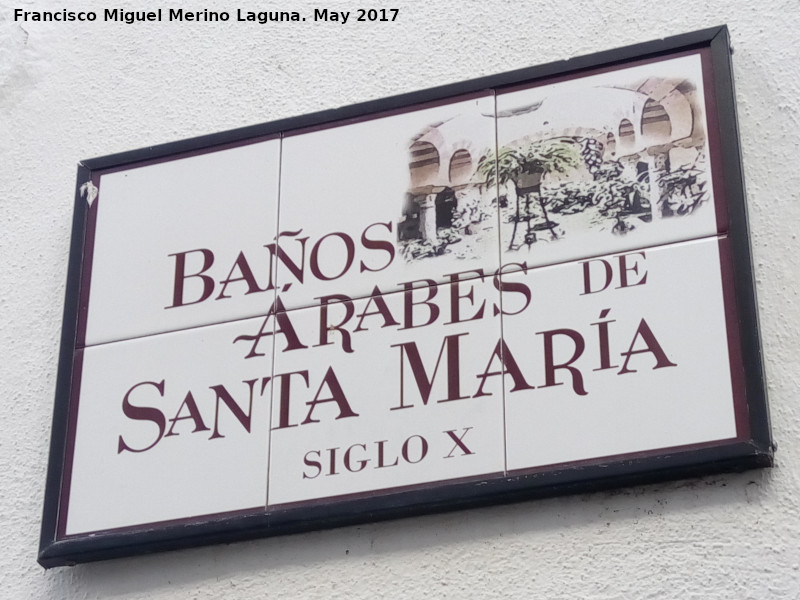 Francisco Miguel Merino Laguna. May 2017
BAÑOS
ÁRABES DE
SANTA MARÍA
SIGLO X